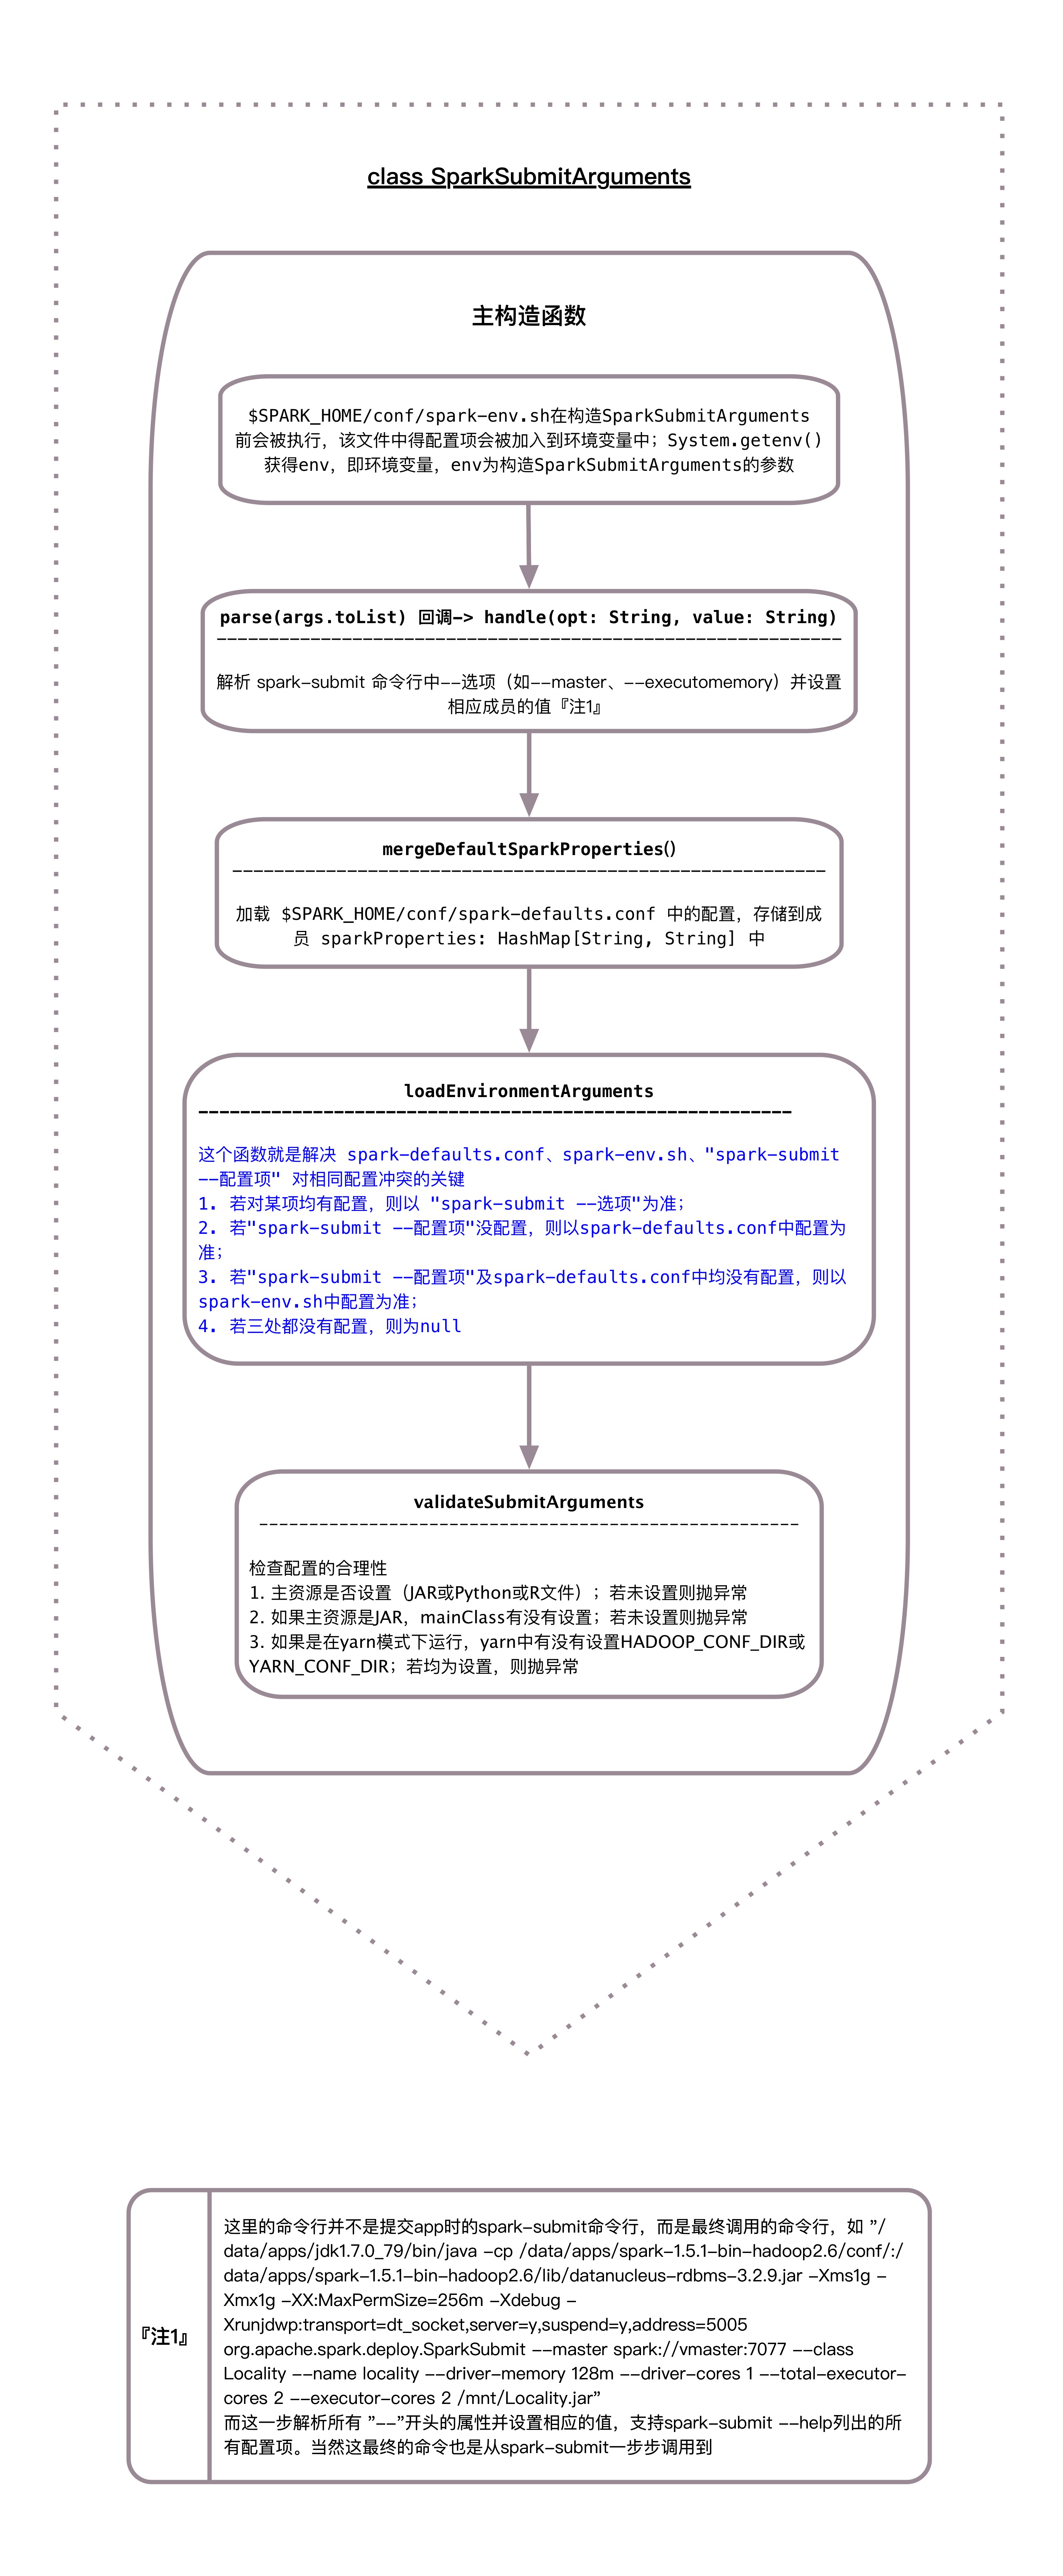 class SparkSubmitArguments
主构造函数
$SPARK_HOME/conf/spark-env.sh在构造SparkSubmitArguments
前会被执行，该文件中得配置项会被加入到环境变量中；System.getenv()
获得env，即环境变量，env为构造SparkSubmitArguments的参数
parse(args.toList) 回调-> handle(opt: String, value: String)
------------------------------------------------------------
解析 spark-submit 命令行中--选项（如--master、--executomemory）并设置
相应成员的值『注1』
mergeDefaultSparkProperties()
---------------------------------------------------------
加载 $SPARK_HOME/conf/spark-defaults.conf 中的配置，存储到成
员 sparkProperties: HashMap[String, String] 中
loadEnvironmentArguments
---------------------------------------------------------
这个函数就是解决 spark-defaults.conf、spark-env.sh、"spark-submit
--配置项" 对相同配置冲突的关键
1. 若对某项均有配置，则以 "spark-submit --选项"为准；
2. 若"spark-submit --配置项"没配置，则以spark-defaults.conf中配置为
准；
3. 若"spark-submit --配置项"及spark-defaults.conf中均没有配置，则以
spark-env.sh中配置为准；
4. 若三处都没有配置，则为null
validateSubmitArguments
------------------------------------------------------
检查配置的合理性
1. 主资源是否设置（JAR或Python或R文件）；若未设置则抛异常
2. 如果主资源是JAR，mainClass有没有设置；若未设置则抛异常
3. 如果是在yarn模式下运行，yarn中有没有设置HADOOP_CONF_DIR或
YARN_CONF_DIR；若均为设置，则抛异常
『注1』
这里的命令行并不是提交app时的spark-submit命令行，而是最终调用的命令行，如 ”/
data/apps/jdk1.7.0_79/bin/java -cp /data/apps/spark-1.5.1-bin-hadoop2.6/conf/:/
data/apps/spark-1.5.1-bin-hadoop2.6/lib/datanucleus-rdbms-3.2.9.jar -Xms1g -
Xmx1g -XX:MaxPermSize=256m -Xdebug -
Xrunjdwp:transport=dt_socket,server=y,suspend=y,address=5005
org.apache.spark.deploy.SparkSubmit --master spark://vmaster:7077 --class
Locality --name locality --driver-memory 128m --driver-cores 1 --total-executor-
cores 2 --executor-cores 2 /mnt/Locality.jar”
而这一步解析所有 ”--”开头的属性并设置相应的值，支持spark-submit --help列出的所
有配置项。当然这最终的命令也是从spark-submit一步步调用到